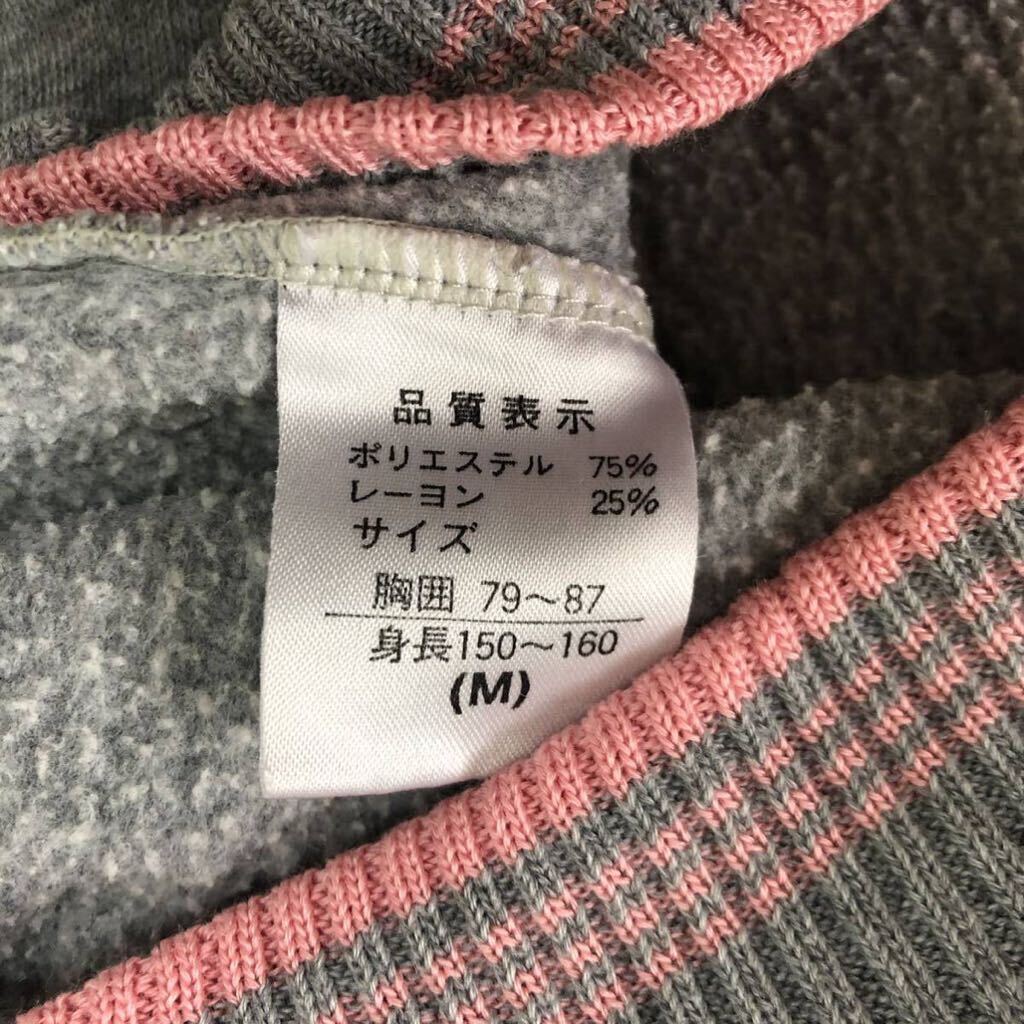 品質表示
ポリエステル 75%
レーヨン 25%
サイズ
胸囲 79〜87
身長150〜160
(M)